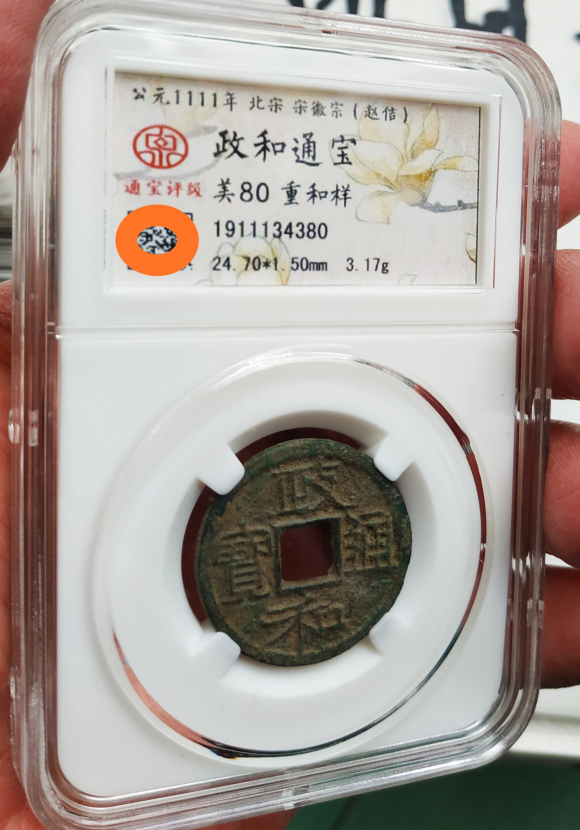 公元1111年 北宋 宋徽宗（赵佶）
政和通宝
通宝评级 美80 重和样
1911134380
24.70*1.50mm 3.17g
政
通
寳
和